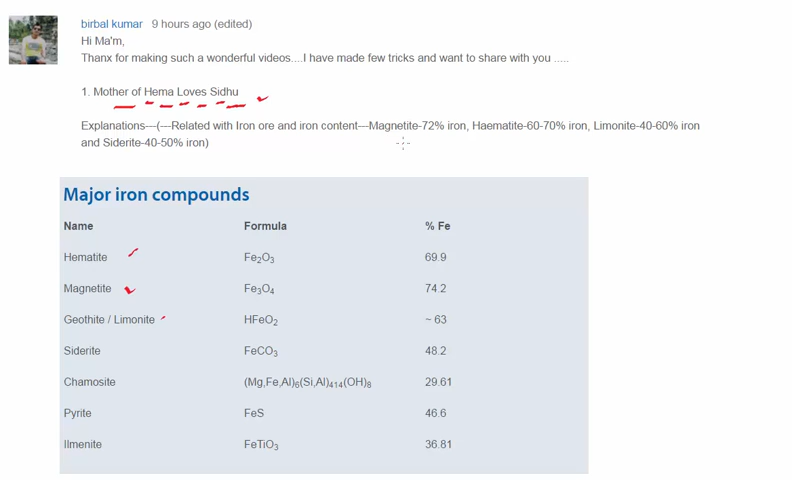 birbal kumar 9 hours ago (edited)
Hi Ma'm,
Thanx for making such a wonderful videos....I have made few tricks and want to share with you .....
1. Mother of Hema Loves Sidhu
Explanations---(---Related with Iron ore and iron content---Magnetite-72% iron, Haematite-60-70% iron, Limonite-40-60% iron
and Siderite-40-50% iron)
Major iron compounds
Name Formula % Fe
Hematite Fe₂O₃ 69.9
Magnetite Fe₃O₄ 74.2
Geothite / Limonite HFeO₂ ~ 63
Siderite FeCO₃ 48.2
Chamosite (Mg,Fe,Al)₆(Si,Al)₄₁₄(OH)₈ 29.61
Pyrite FeS 46.6
Ilmenite FeTiO₃ 36.81